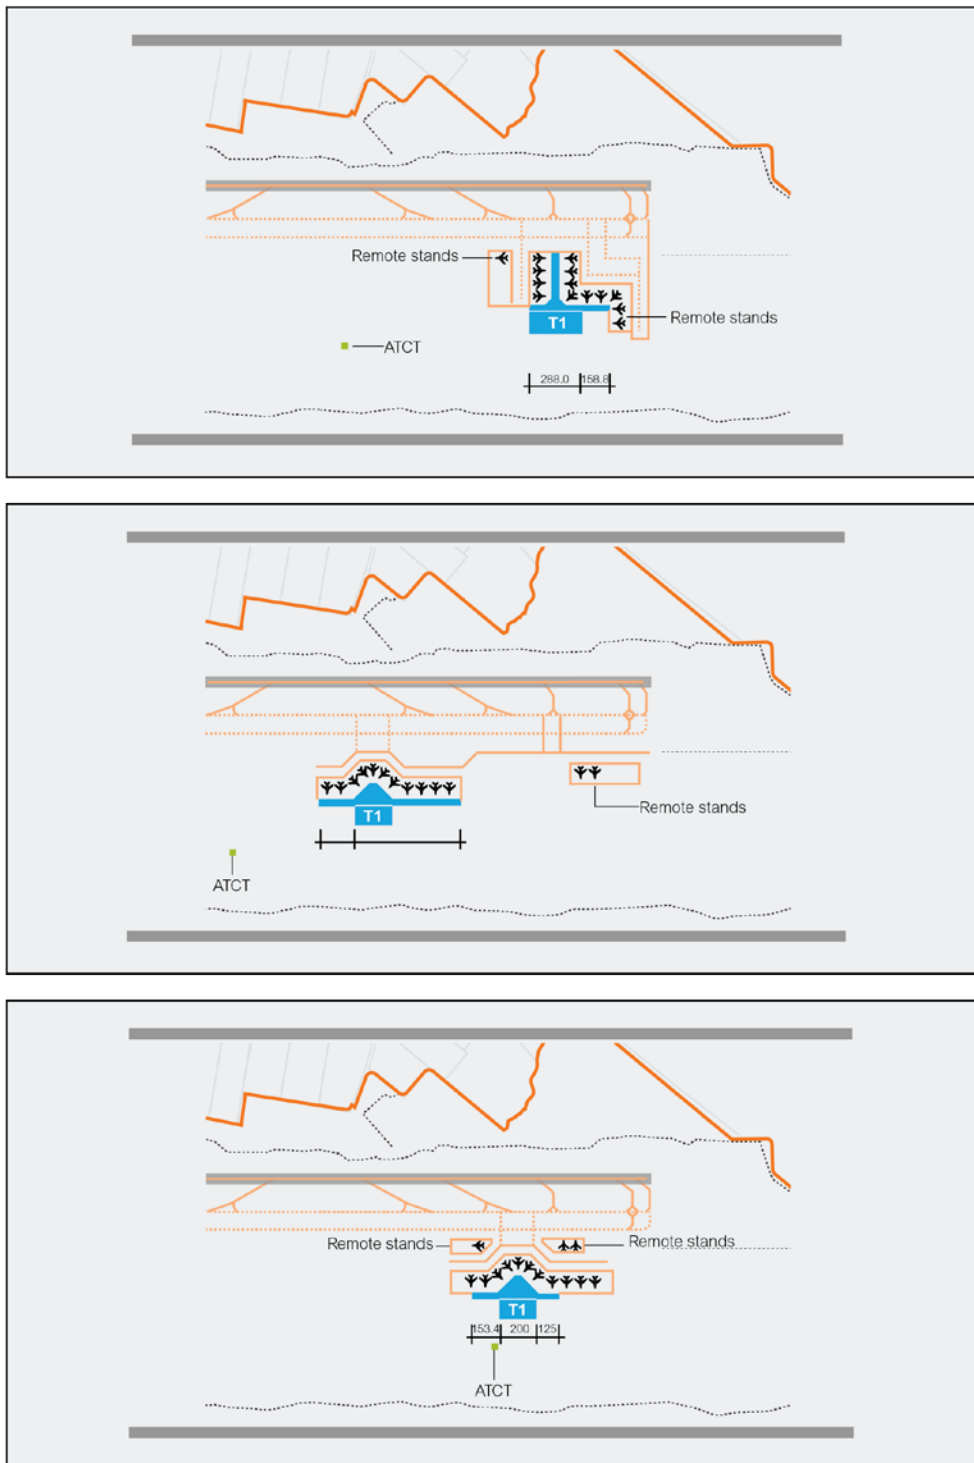 Remote stands
Remote stands
T1
ATCT
288.0 158.8
Remote stands
T1
ATCT
Remote stands
Remote stands
T1
153.4 200 125
ATCT